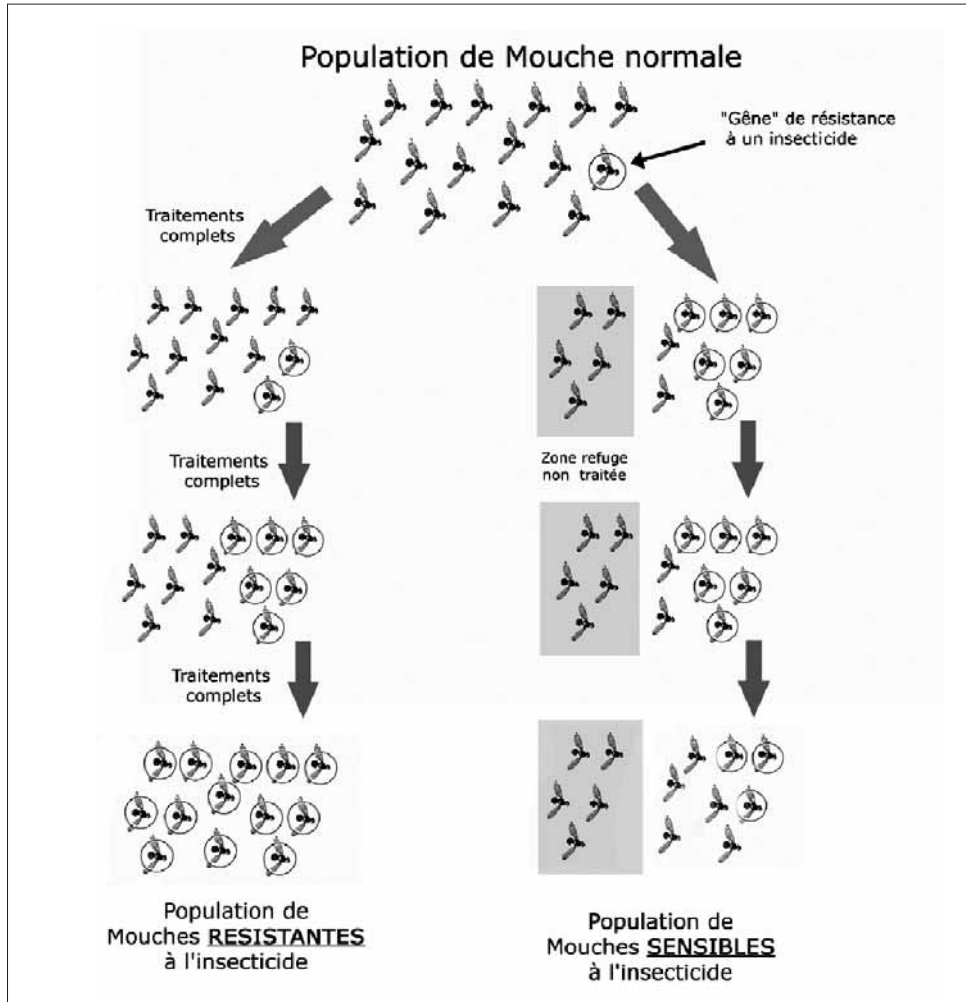 Population de Mouche normale
"Gêne" de résistance
à un insecticide
Traitements
complets
Traitements
complets
Zone refuge
non traitée
Traitements
complets
Population de
Mouches RESISTANTES
à l'insecticide
Population de
Mouches SENSIBLES
à l'insecticide